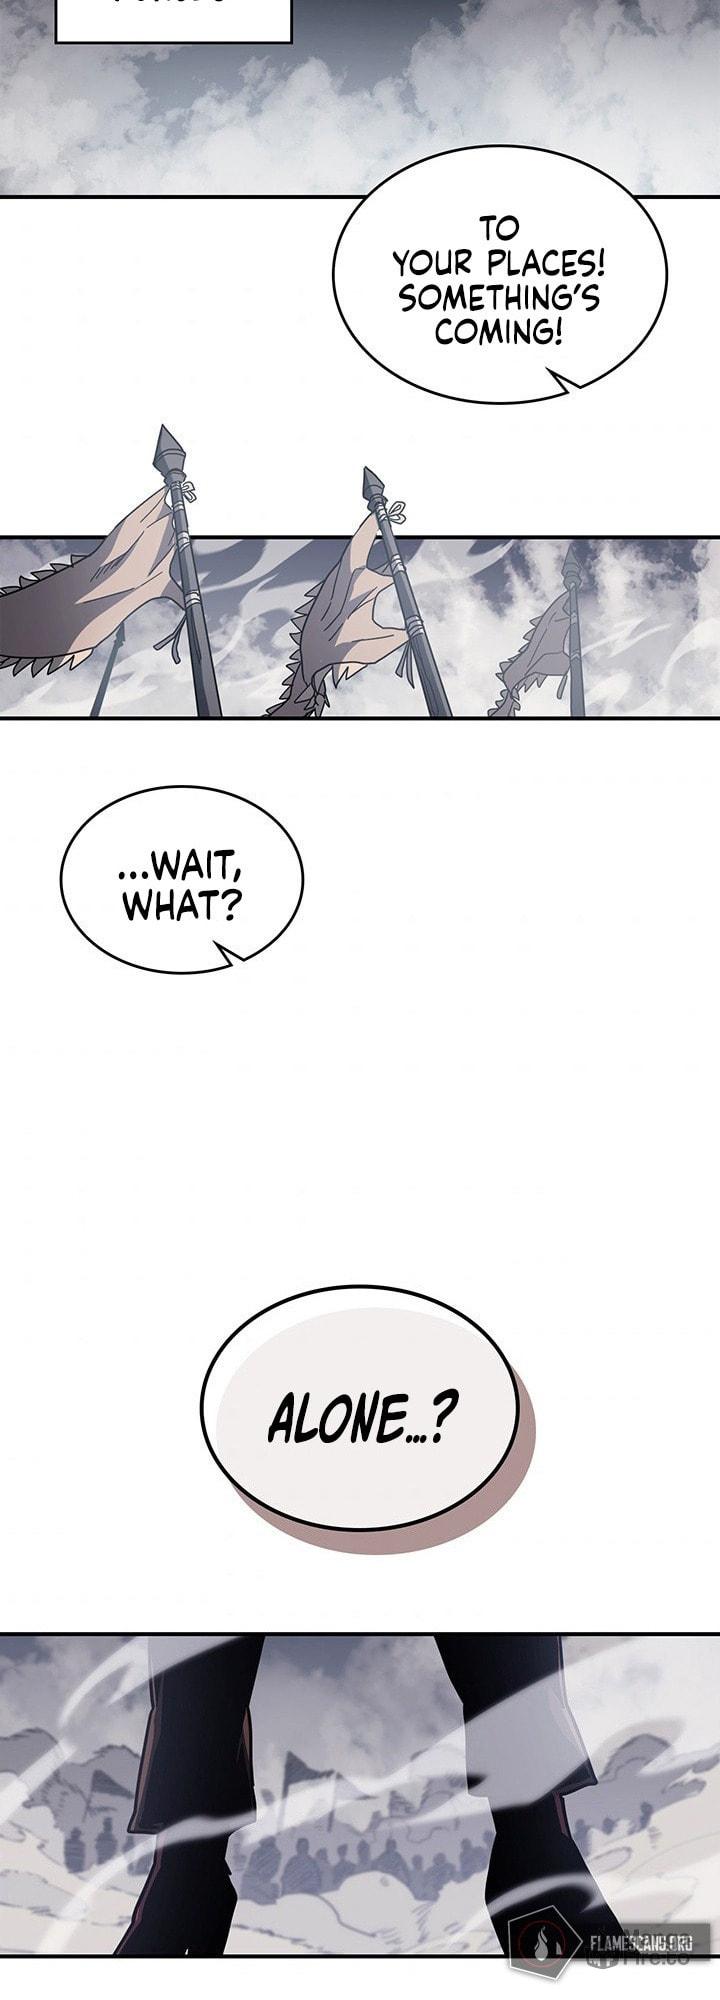 TO
YOUR PLACES!
SOMETHING'S
COMING!
...WAIT,
WHAT?
ALONE...?
FLAMESCANS.ORG